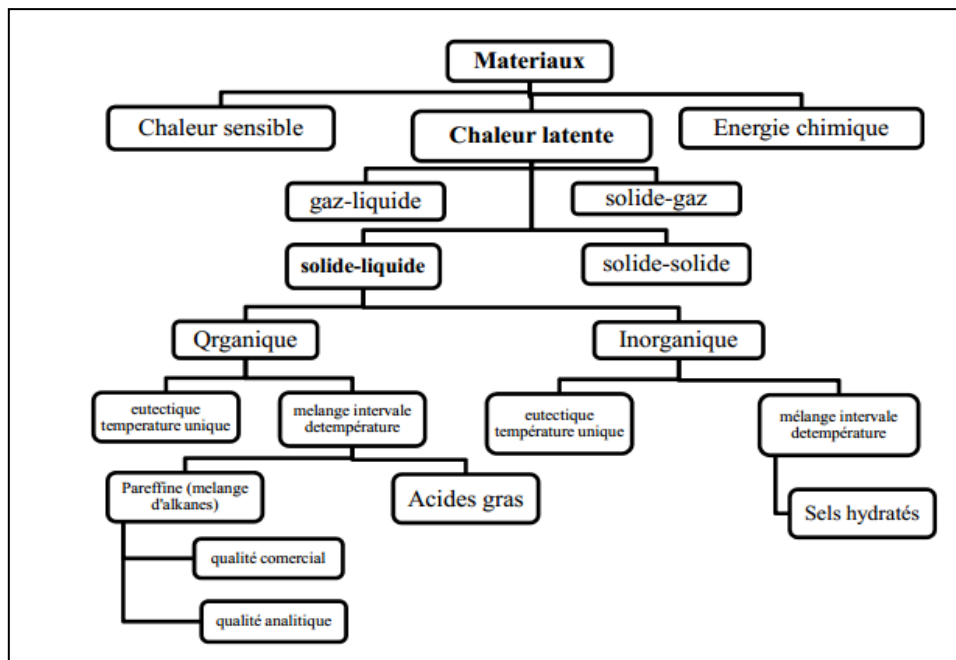 Materiaux
Chaleur sensible
Chaleur latente
Energie chimique
gaz-liquide
solide-gaz
solide-liquide
solide-solide
Qrganique
Inorganique
eutectique
temperature unique
melange intervale
detempérature
eutectique
température unique
mélange intervale
detempérature
Pareffine (melange
d'alkanes)
Acides gras
Sels hydratés
qualité comercial
qualité analitique